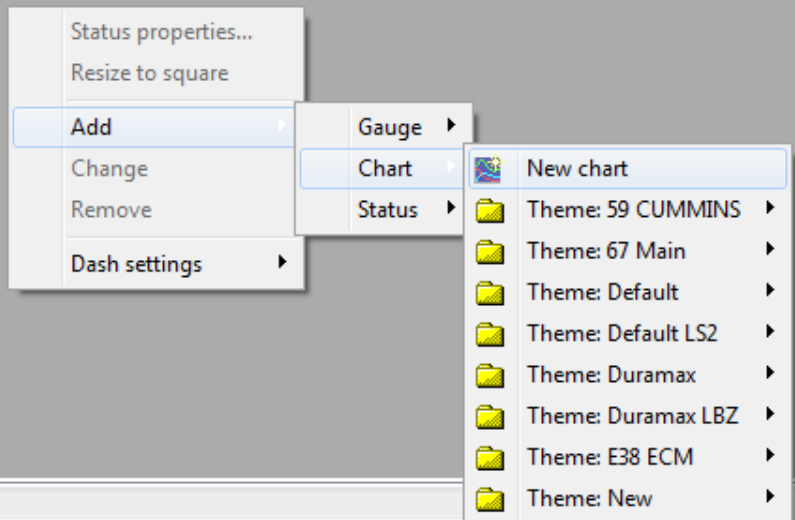 Status properties...
Resize to square
Add
Change
Remove
Dash settings
Gauge
Chart
Status
New chart
Theme: 59 CUMMINS
Theme: 67 Main
Theme: Default
Theme: Default LS2
Theme: Duramax
Theme: Duramax LBZ
Theme: E38 ECM
Theme: New